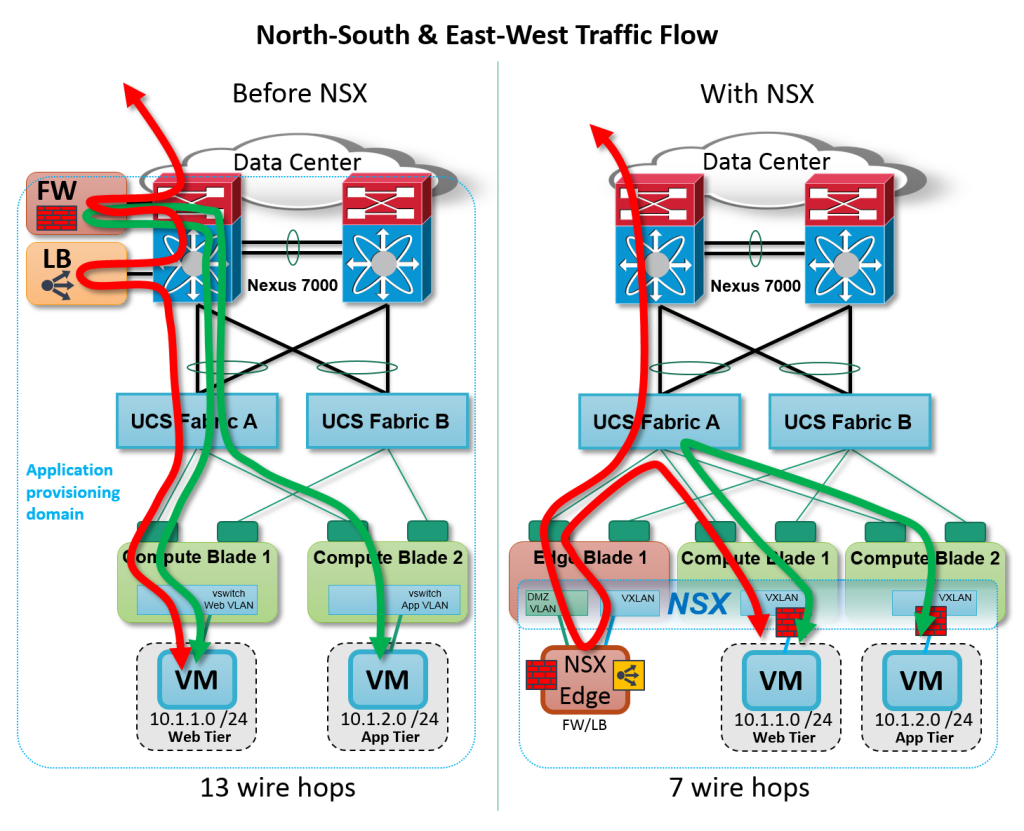 North-South & East-West Traffic Flow
Before NSX
Data Center
FW
LB
Nexus 7000
UCS Fabric A
UCS Fabric B
Application
provisioning
domain
Compute Blade 1
Compute Blade 2
vswitch
Web VLAN
vswitch
App VLAN
VM
VM
10.1.1.0 /24
Web Tier
10.1.2.0 /24
App Tier
13 wire hops
With NSX
Data Center
Nexus 7000
UCS Fabric A
UCS Fabric B
Edge Blade 1
Compute Blade 1
Compute Blade 2
DMZ
VLAN
VXLAN
NSX
VXLAN
VXLAN
NSX
Edge
FW/LB
VM
VM
10.1.1.0 /24
Web Tier
10.1.2.0 /24
App Tier
7 wire hops